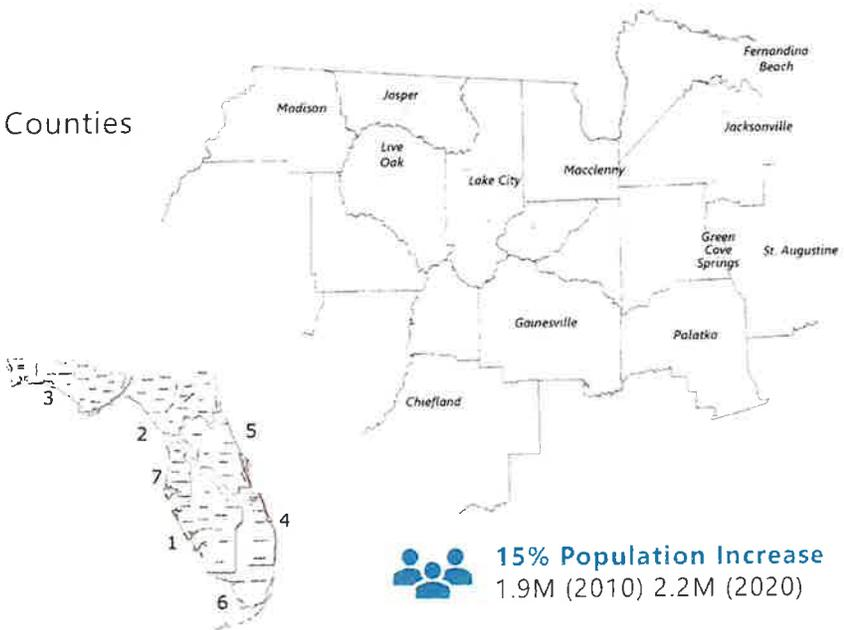 Fernandina
Beach
Jasper
Madison
Counties
Jacksonville
Live
Oak
Lake City
Macclenny
Green
Cove
Springs
St. Augustine
Gainesville
Palatka
Chiefland
3
2
5
7
4
1
6
15% Population Increase
1.9M (2010) 2.2M (2020)